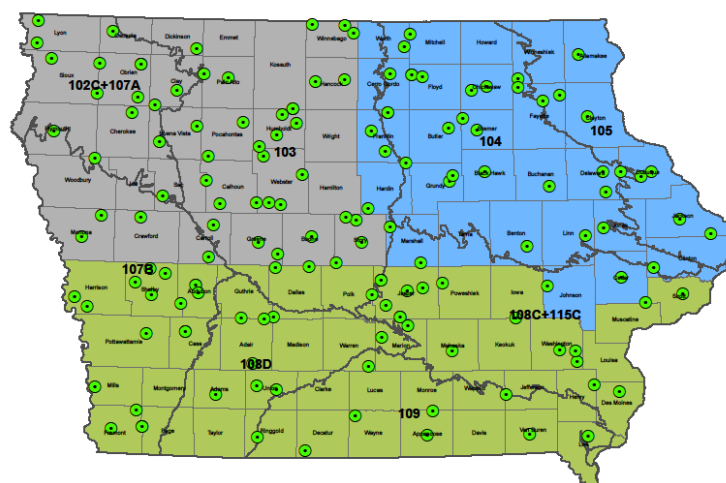 Lyon
Dickinson
Emmet
Winnebago
Worth
Mitchell
Howard
Winneshiek
Allamakee
Kossuth
Sioux
Obrien
Clay
Palo Alto
Hancock
Cerro Gordo
Floyd
Chickasaw
102C+107A
Fayette
Clayton
Cherokee
Buena Vista
Pocahontas
Humboldt
Wright
Franklin
Butler
Bremer
105
103
104
Woodbury
Ida
Sac
Calhoun
Webster
Hamilton
Hardin
Grundy
Black Hawk
Buchanan
Delaware
Dubuque
Jackson
Monona
Crawford
Carroll
Greene
Boone
Story
Marshall
Tama
Benton
Linn
Jones
Clinton
107B
Harrison
Shelby
Audubon
Guthrie
Dallas
Polk
Jasper
Poweshiek
Iowa
Johnson
Cedar
Scott
Muscatine
108C+115C
Pottawattamie
Cass
Adair
Madison
Warren
Marion
Mahaska
Keokuk
Washington
Louisa
108D
Mills
Montgomery
Adams
Union
Clarke
Lucas
Monroe
Wapello
Jefferson
Henry
Des Moines
109
Fremont
Page
Taylor
Ringgold
Decatur
Wayne
Appanoose
Davis
Van Buren
Lee